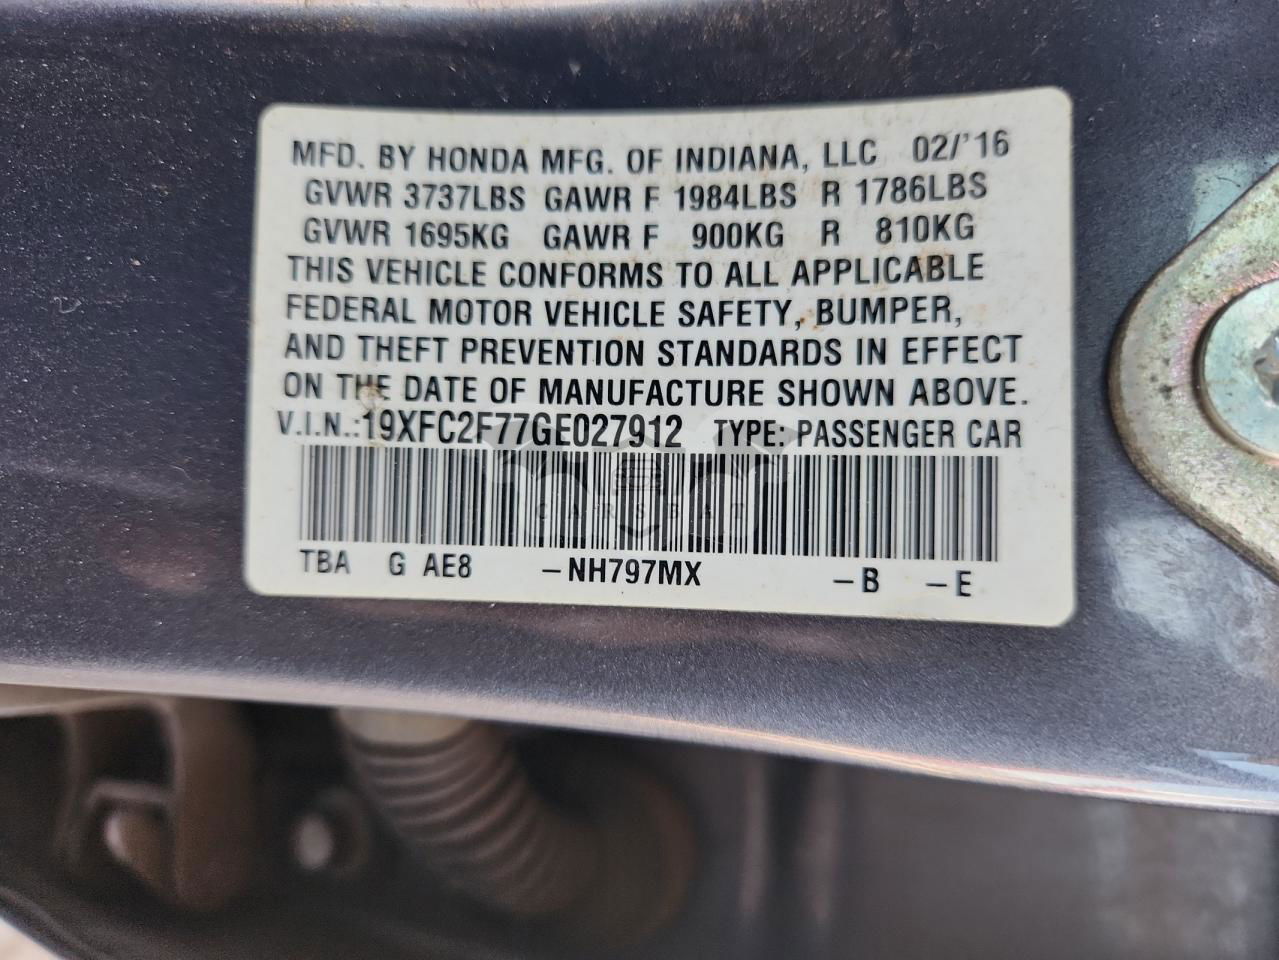 MFD. BY HONDA MFG. OF INDIANA, LLC 02/'16
GVWR 3737LBS GAWR F 1984LBS R 1786LBS
GVWR 1695KG GAWR F 900KG R 810KG
THIS VEHICLE CONFORMS TO ALL APPLICABLE
FEDERAL MOTOR VEHICLE SAFETY, BUMPER,
AND THEFT PREVENTION STANDARDS IN EFFECT
ON THE DATE OF MANUFACTURE SHOWN ABOVE.
V.I.N.:19XFC2F77GE027912 TYPE: PASSENGER CAR
CARSBAT
TBA G AE8 –NH797MX –B –E